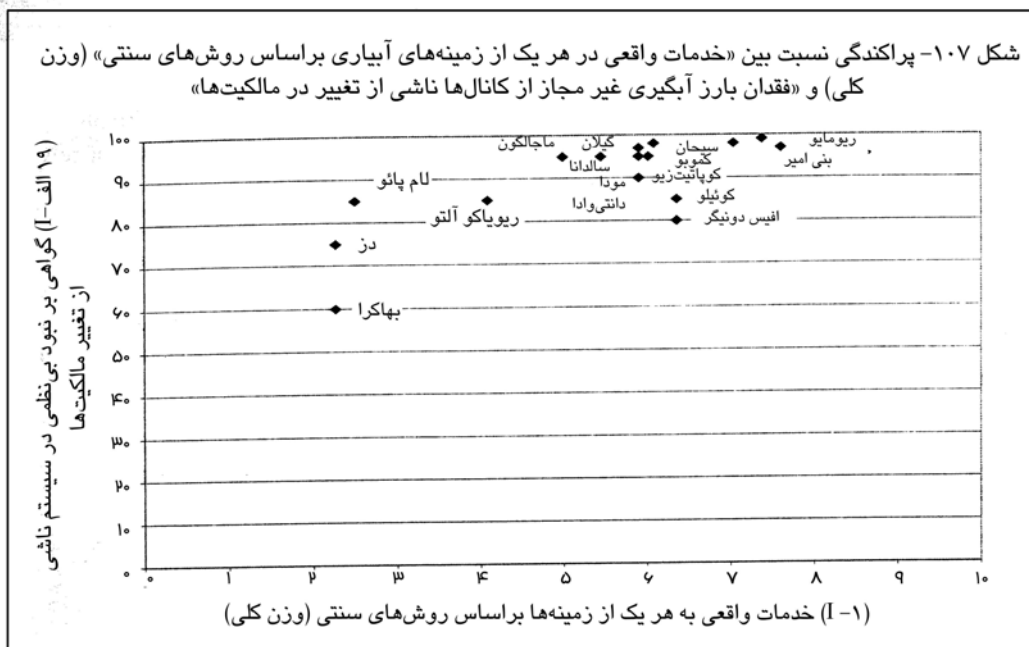 شکل ۱۰۷- پراکندگی نسبت بین «خدمات واقعی در هر یک از زمینه‌های آبیاری براساس روش‌های سنتی» (وزن
کلی) و «فقدان بارز آبگیری غیر مجاز از کانال‌ها ناشی از تغییر در مالکیت‌ها»
(۱۹ الف-I) گواهی بر نبود بی‌نظمی در سیستم ناشی
از تغییر مالکیت‌ها
۱۰۰
۹۰
۸۰
۷۰
۶۰
۵۰
۴۰
۳۰
۲۰
۱۰
۰
ماجالگون
گیلان
سیحان
ریومایو
سالدانا
کموبو
بنی امیر
لام پائو
مودا
کوپاتیت‌زیو
دانتی‌وادا
کوئیلو
ریویاکو آلتو
افیس دونیگر
دز
بهاکرا
۰ ۱ ۲ ۳ ۴ ۵ ۶ ۷ ۸ ۹ ۱۰
(I -۱) خدمات واقعی به هر یک از زمینه‌ها براساس روش‌های سنتی (وزن کلی)